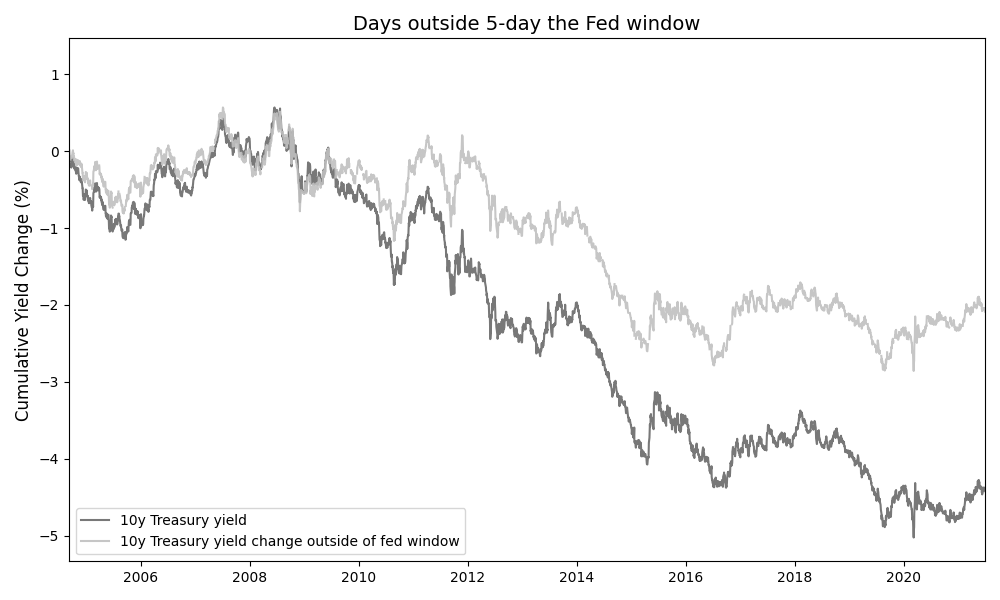 Days outside 5-day the Fed window
Cumulative Yield Change (%)
1
0
−1
−2
−3
−4
−5
10y Treasury yield
10y Treasury yield change outside of fed window
2006 2008 2010 2012 2014 2016 2018 2020